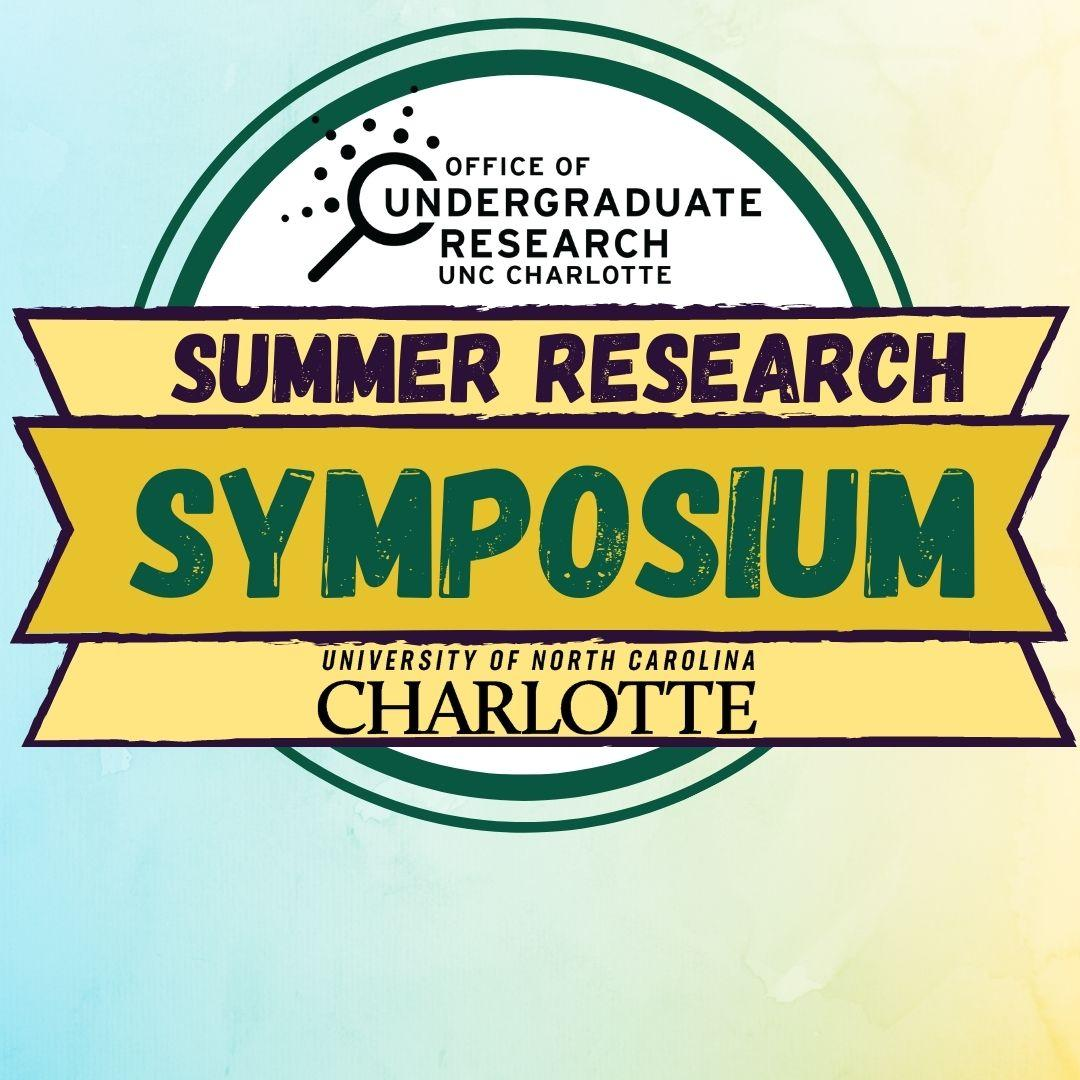 OFFICE OF
UNDERGRADUATE
RESEARCH
UNC CHARLOTTE
SUMMER RESEARCH
SYMPOSIUM
UNIVERSITY OF NORTH CAROLINA
CHARLOTTE